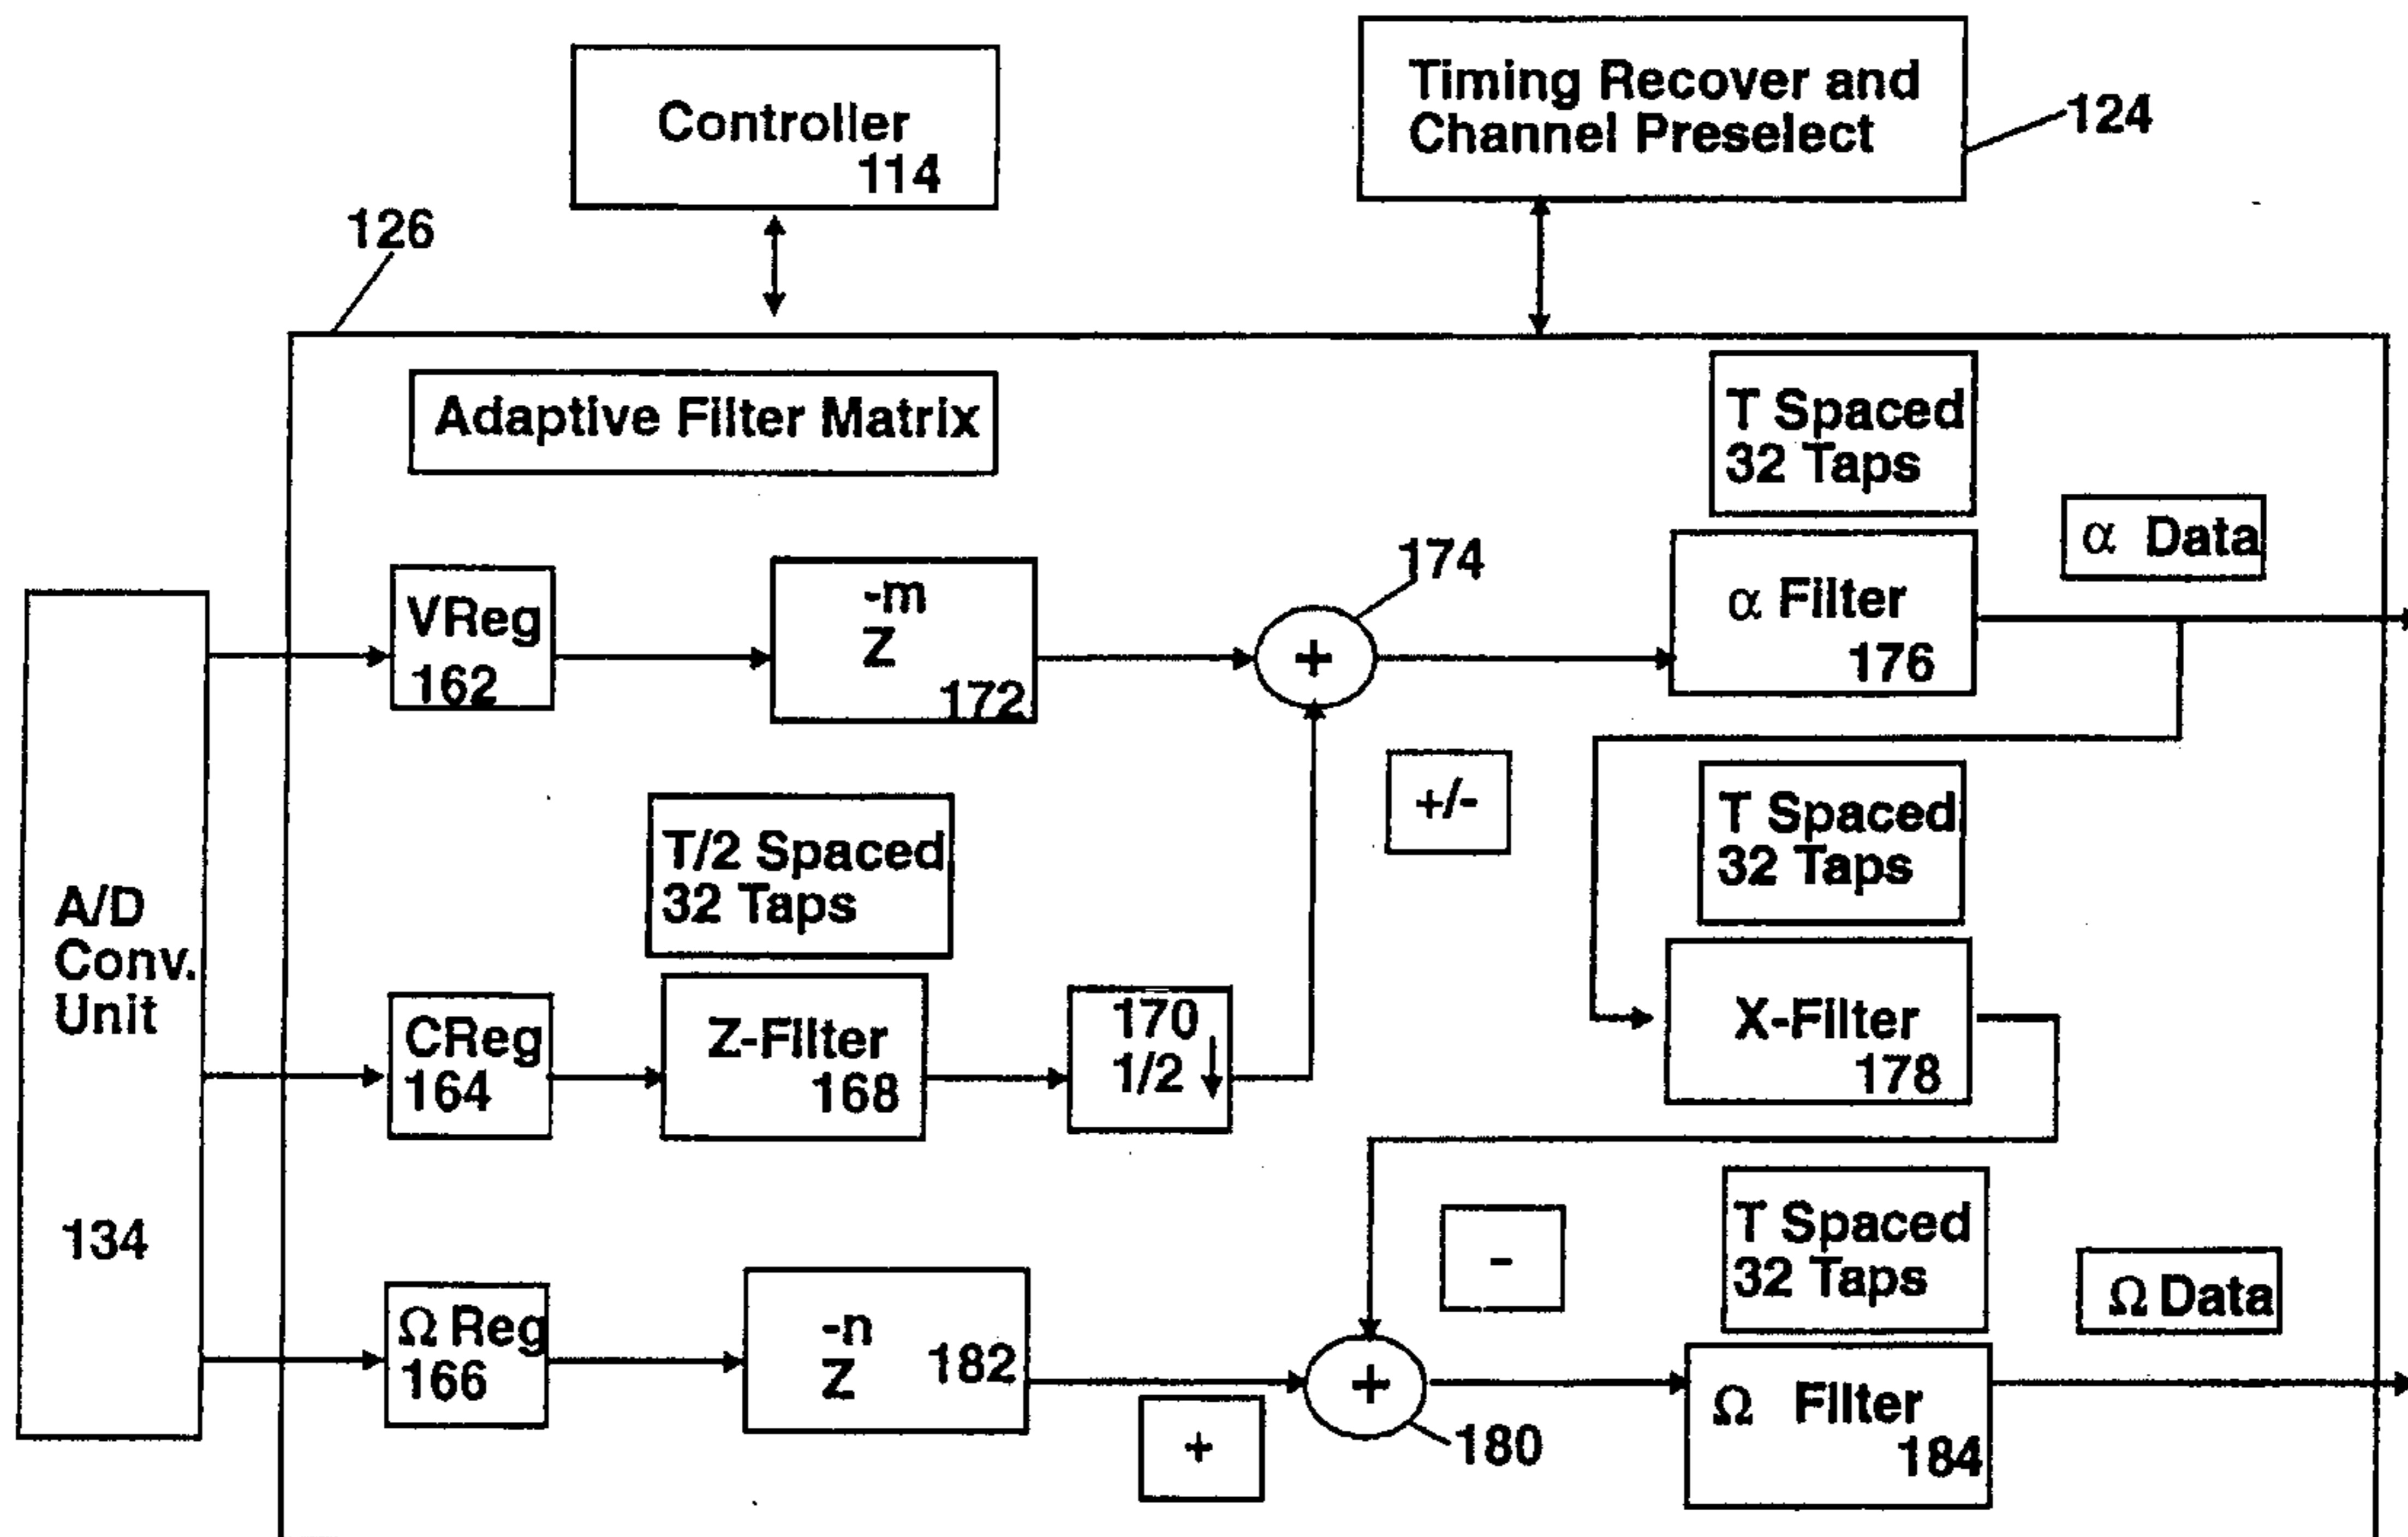 Controller
114
Timing Recover and
Channel Preselect
124
126
Adaptive Filter Matrix
T Spaced
32 Taps
α Data
174
VReg
162
-m
Z
172
+
α Filter
176
+/-
T/2 Spaced
32 Taps
T Spaced
32 Taps
A/D
Conv.
Unit
134
CReg
164
Z-Filter
168
170
1/2 ↓
X-Filter
178
-
T Spaced
32 Taps
Ω Data
Ω Reg
166
-n
Z
182
+
+
180
Ω Filter
184